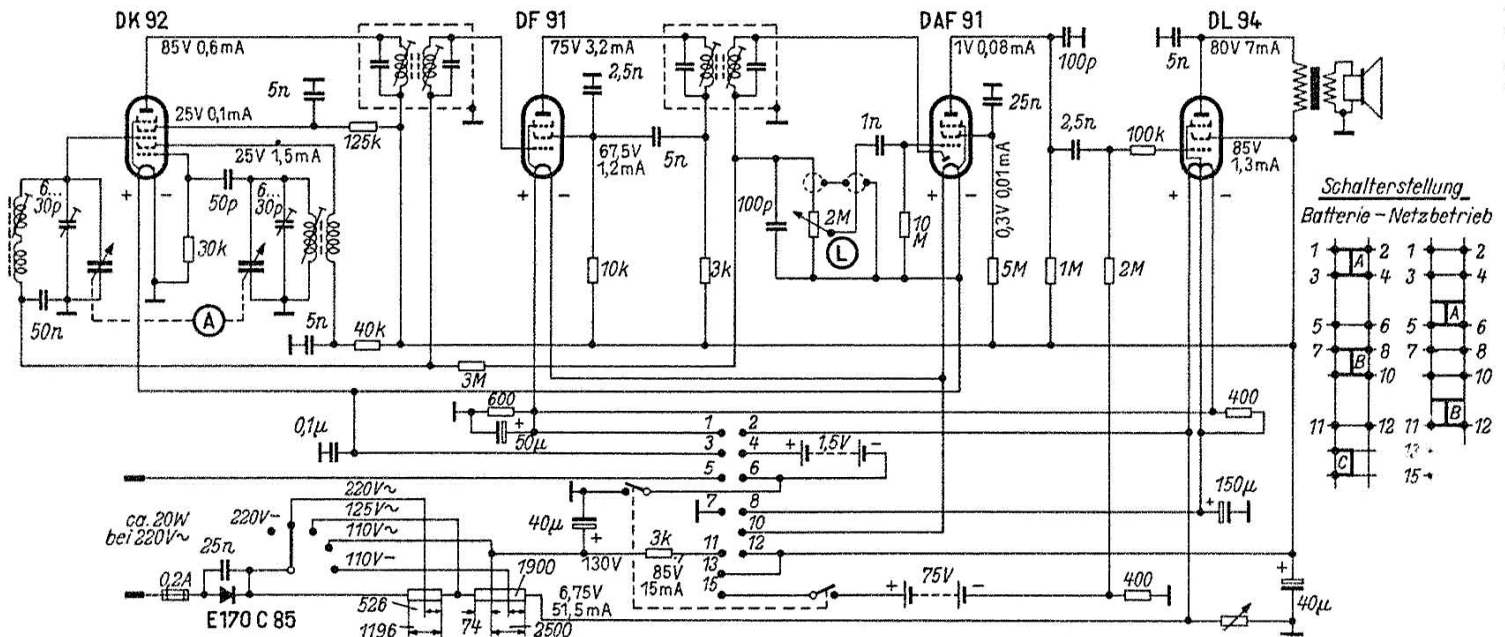 DK 92
DF 91
DAF 91
DL 94
85V 0,6mA
75V 3,2mA
1V 0,08mA
80V 7mA
5n
2,5n
100p
5n
25V 0,1mA
125k
25V 1,5mA
67,5V
1,2mA
5n
1n
25n
2,5n
100k
85V
1,3mA
+ −
+ −
+ −
+ −
6...
30p
50p
6...
30p
30k
50n
A
5n
40k
10k
3k
100p
2M
L
10
M
0,3V 0,01mA
5M
1M
2M
3M
600
50µ
+
400
0,1µ
1 2
3 4
5 6
7 8
10
11 12
13
15
+ 1,5V −
150µ
+
220V~
125V~
110V~
110V−
220V−
ca. 20W
bei 220V~
25n
0,2A
E170 C 85
40µ
+
130V
3k
85V
15mA
+ 75V −
400
526
1196
74
1900
2500
6,75V
51,5mA
+
40µ
Schalterstellung
Batterie – Netzbetrieb
1 2 1 2
A
3 4 3 4
A
5 6 5 6
7 8 7 8
B
10 10
B
11 12 11 12
C
13
15